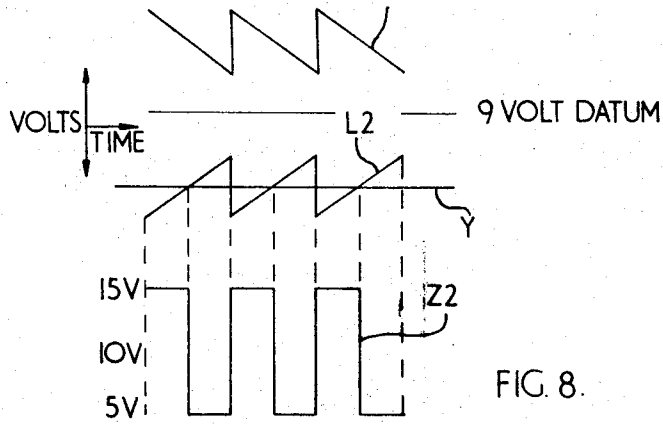 VOLTS
TIME
9 VOLT DATUM
L2
Y
15V
Z2
10V
5V
FIG. 8.